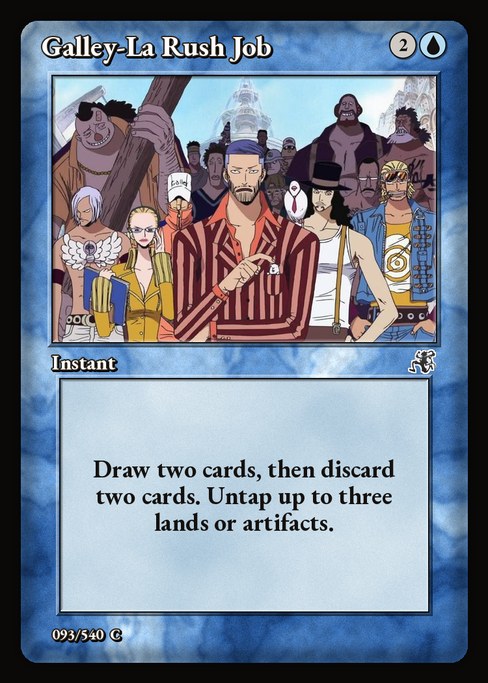 Galley-La Rush Job 2
Instant
Draw two cards, then discard
two cards. Untap up to three
lands or artifacts.
093/540 C